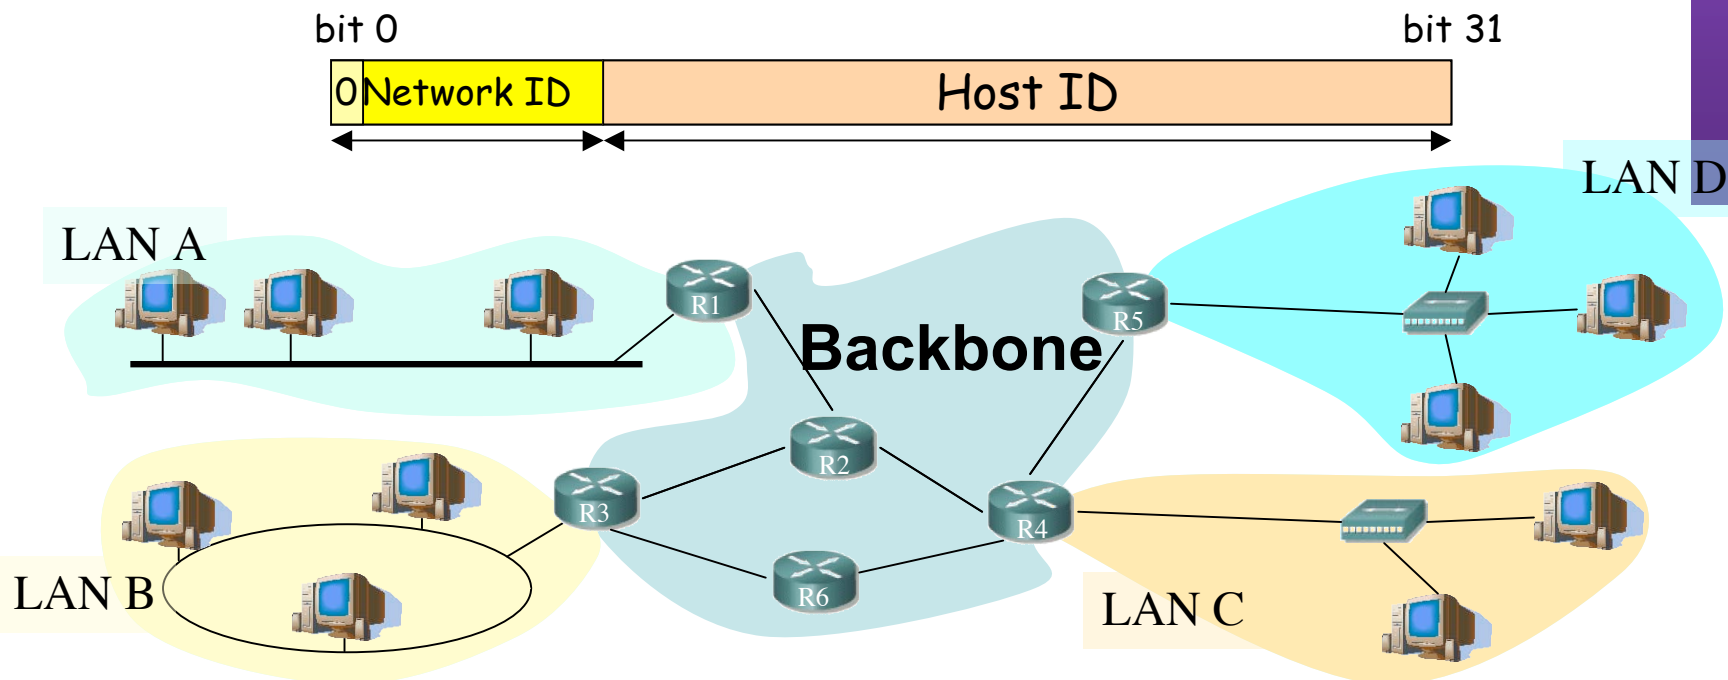 bit 0
bit 31
0 Network ID
Host ID
LAN D
LAN A
R1
R5
Backbone
R2
R3
R4
R6
LAN B
LAN C